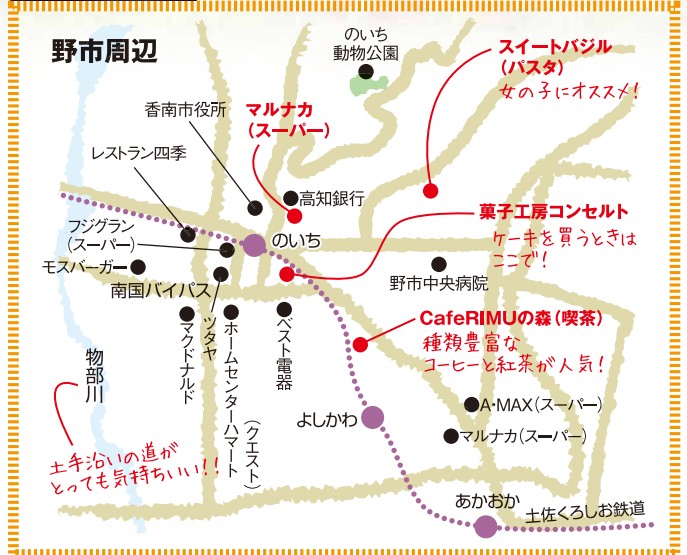 野市周辺
のいち
動物公園
スイートバジル
(パスタ)
女の子にオススメ!
香南市役所
マルナカ
(スーパー)
レストラン四季
高知銀行
フジグラン
(スーパー)
のいち
菓子工房コンセルト
ケーキを買うときは
ここで!
モスバーガー
南国バイパス
野市中央病院
マクドナルド
ツタヤ
ホームセンターハマート
(クエスト)
ベスト電器
CafeRIMUの森(喫茶)
種類豊富な
コーヒーと紅茶が人気!
物部川
土手沿いの道が
とっても気持ちいい!!
よしかわ
A・MAX(スーパー)
マルナカ(スーパー)
あかおか
土佐くろしお鉄道